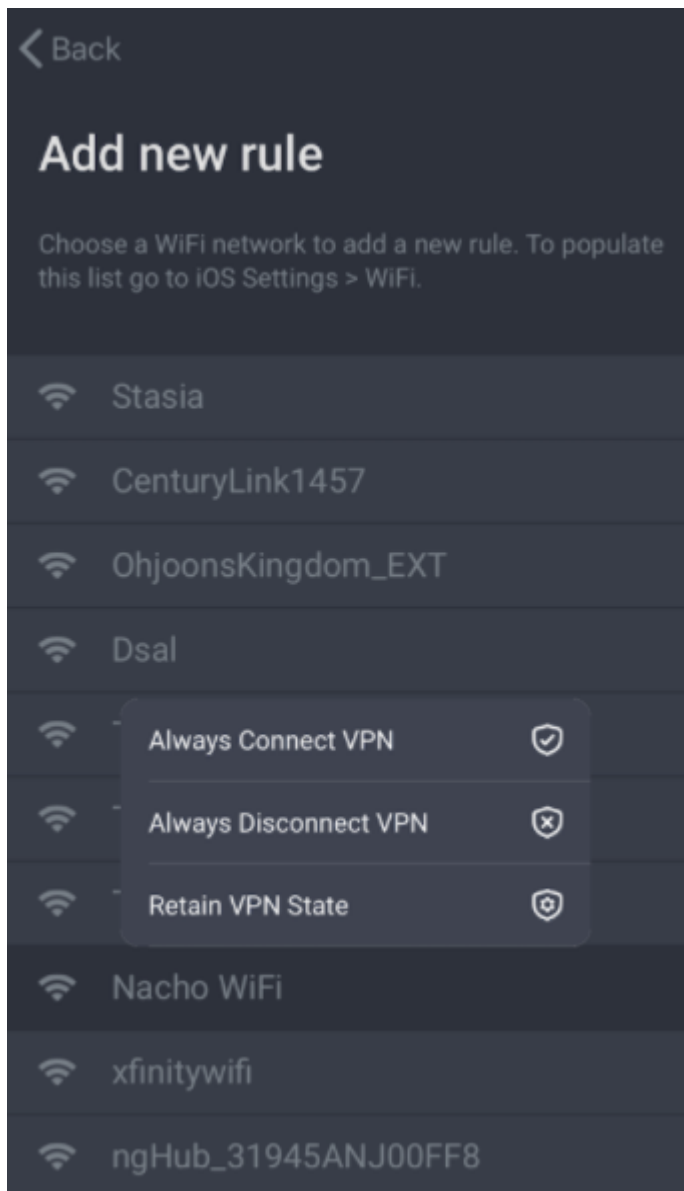 Back
Add new rule
Choose a WiFi network to add a new rule. To populate
this list go to iOS Settings > WiFi.
Stasia
CenturyLink1457
OhjoonsKingdom_EXT
Dsal
Always Connect VPN
Always Disconnect VPN
Retain VPN State
Nacho WiFi
xfinitywifi
ngHub_31945ANJ00FF8